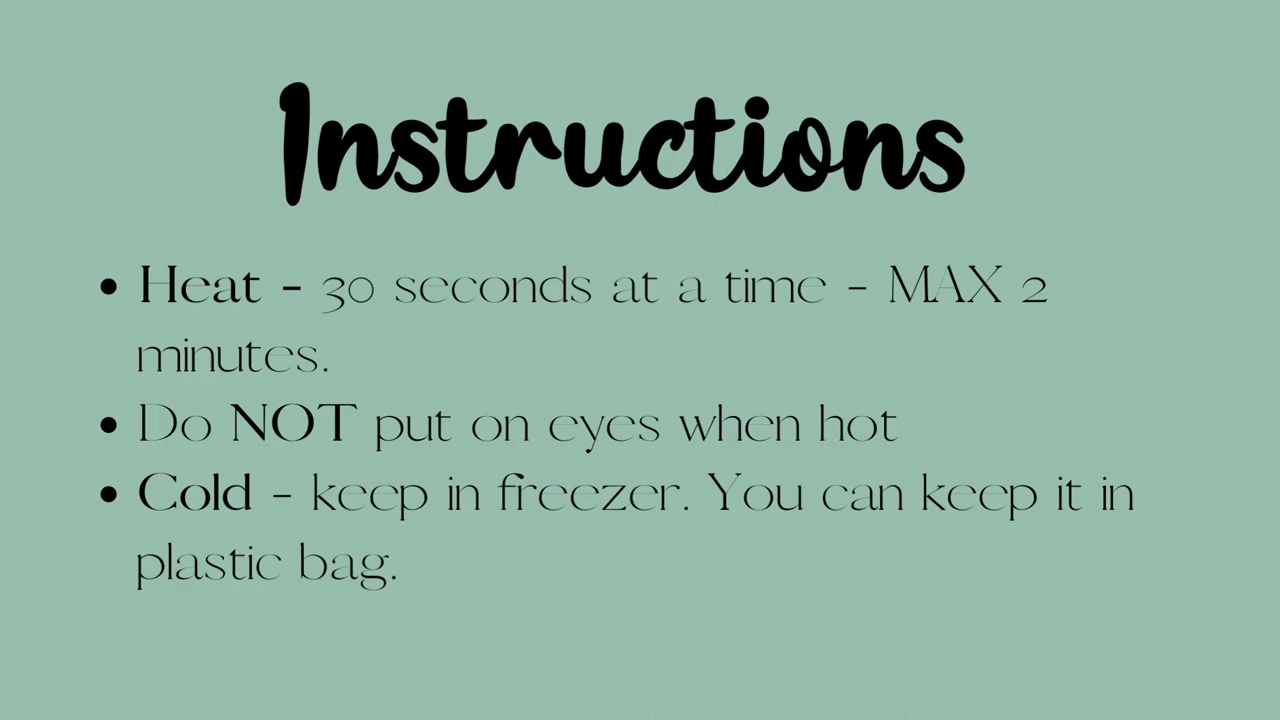 Instructions
• Heat - 30 seconds at a time - MAX 2
minutes.
• Do NOT put on eyes when hot
• Cold - keep in freezer. You can keep it in
plastic bag.